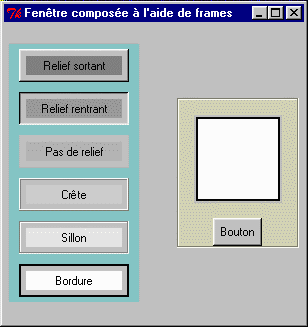 Fenêtre composée à l'aide de frames
Relief sortant
Relief rentrant
Pas de relief
Crête
Sillon
Bordure
Bouton